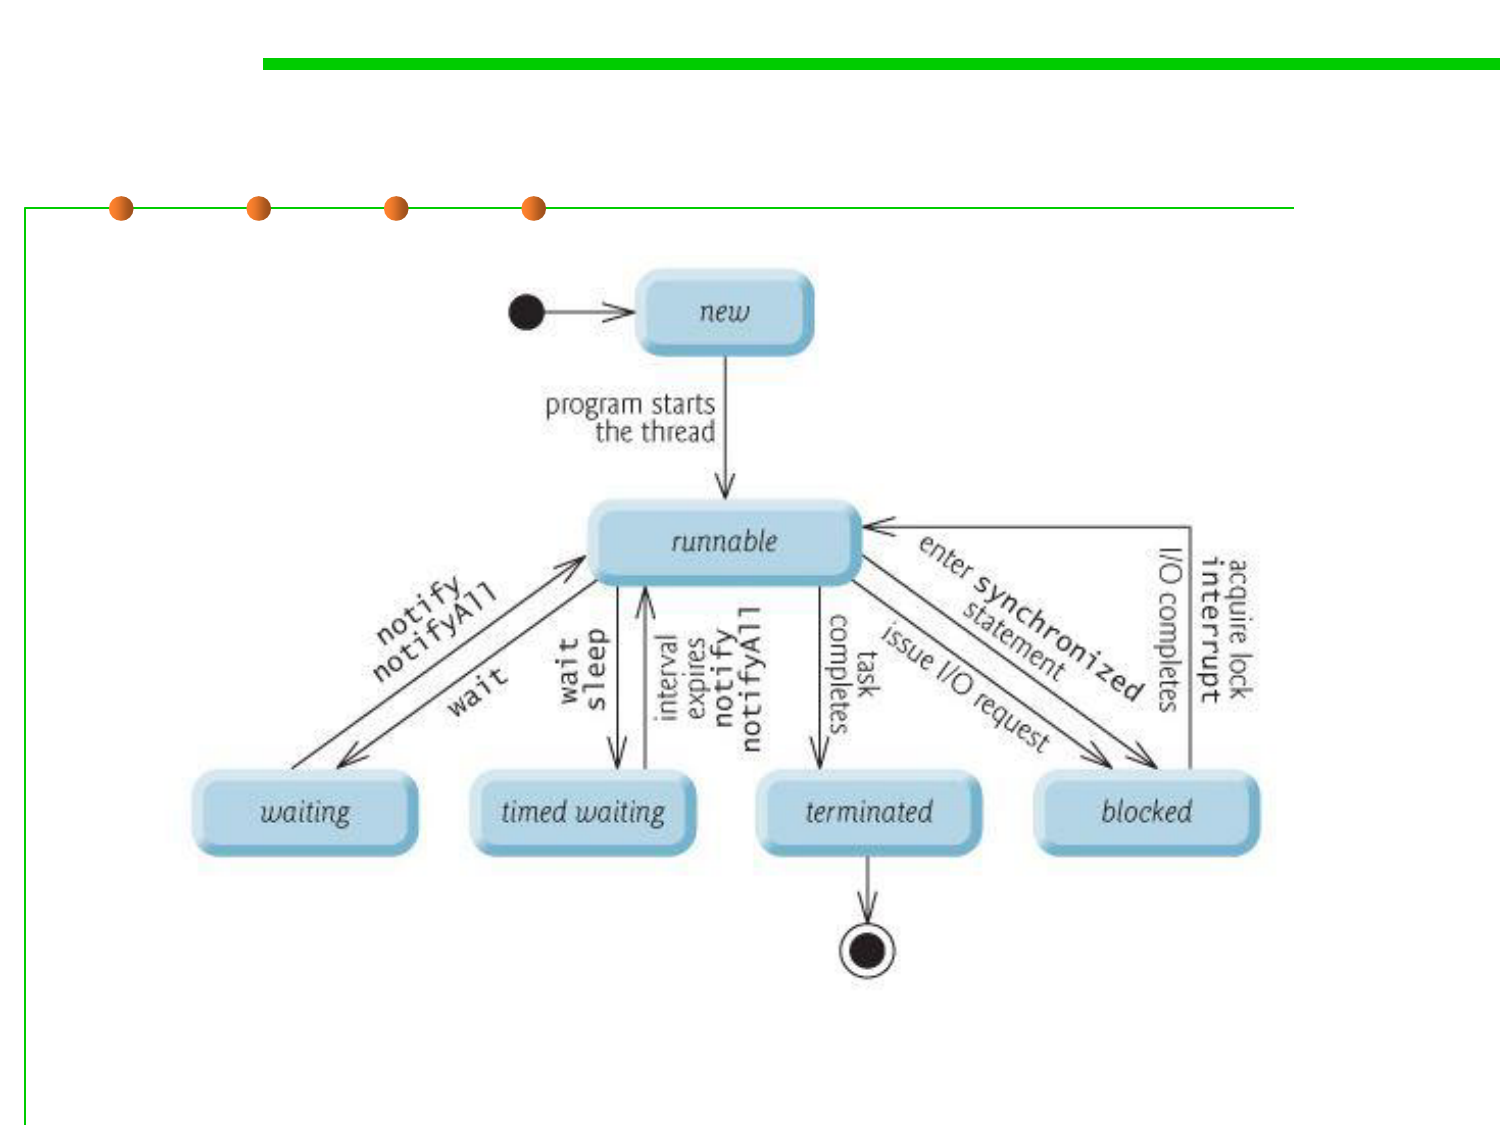 new
program starts
the thread
runnable
notify
notifyAll
wait
wait
sleep
interval
expires
notify
notifyAll
task
completes
enter synchronized
statement
issue I/O request
I/O completes
acquire lock
interrupt
waiting
timed waiting
terminated
blocked